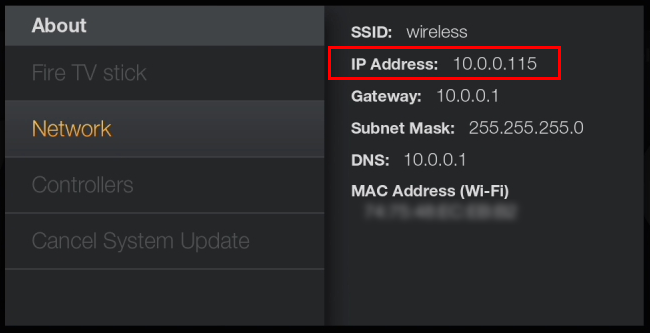 About
Fire TV stick
Network
Controllers
Cancel System Update
SSID: wireless
IP Address: 10.0.0.115
Gateway: 10.0.0.1
Subnet Mask: 255.255.255.0
DNS: 10.0.0.1
MAC Address (Wi-Fi)